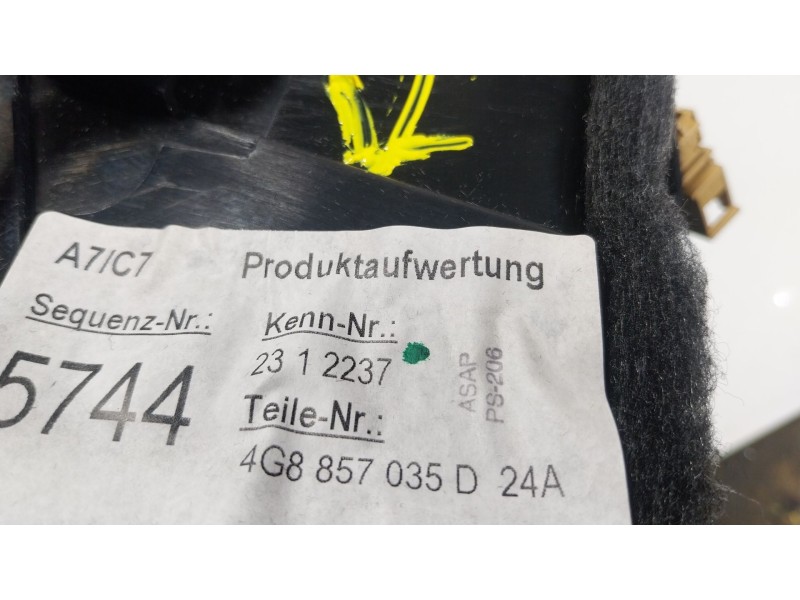 A7/C7 Produktaufwertung
Sequenz-Nr.: Kenn-Nr.:
5744 23 1 2237
Teile-Nr.:
4G8 857 035 D 24A
ASAP
PS-206